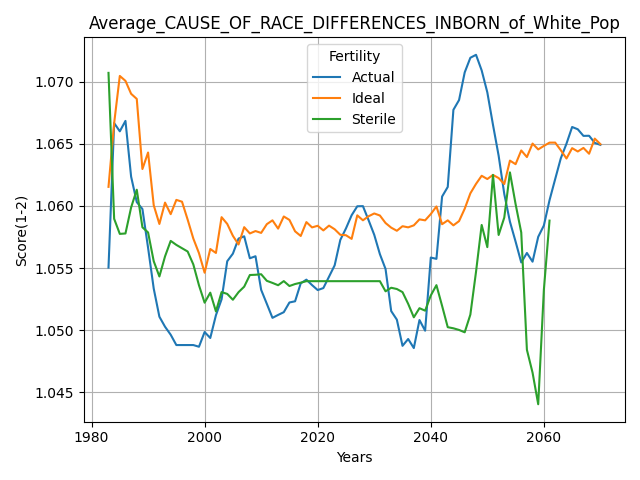 Average_CAUSE_OF_RACE_DIFFERENCES_INBORN_of_White_Pop
Fertility
Actual
Ideal
Sterile
Score(1-2)
1.070
1.065
1.060
1.055
1.050
1.045
1980 2000 2020 2040 2060
Years